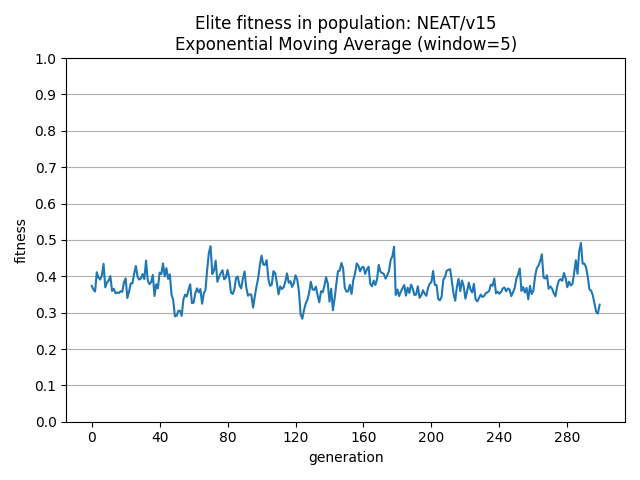 Elite fitness in population: NEAT/v15
Exponential Moving Average (window=5)
1.0
0.9
0.8
0.7
0.6
0.5
0.4
0.3
0.2
0.1
0.0
fitness
0 40 80 120 160 200 240 280
generation